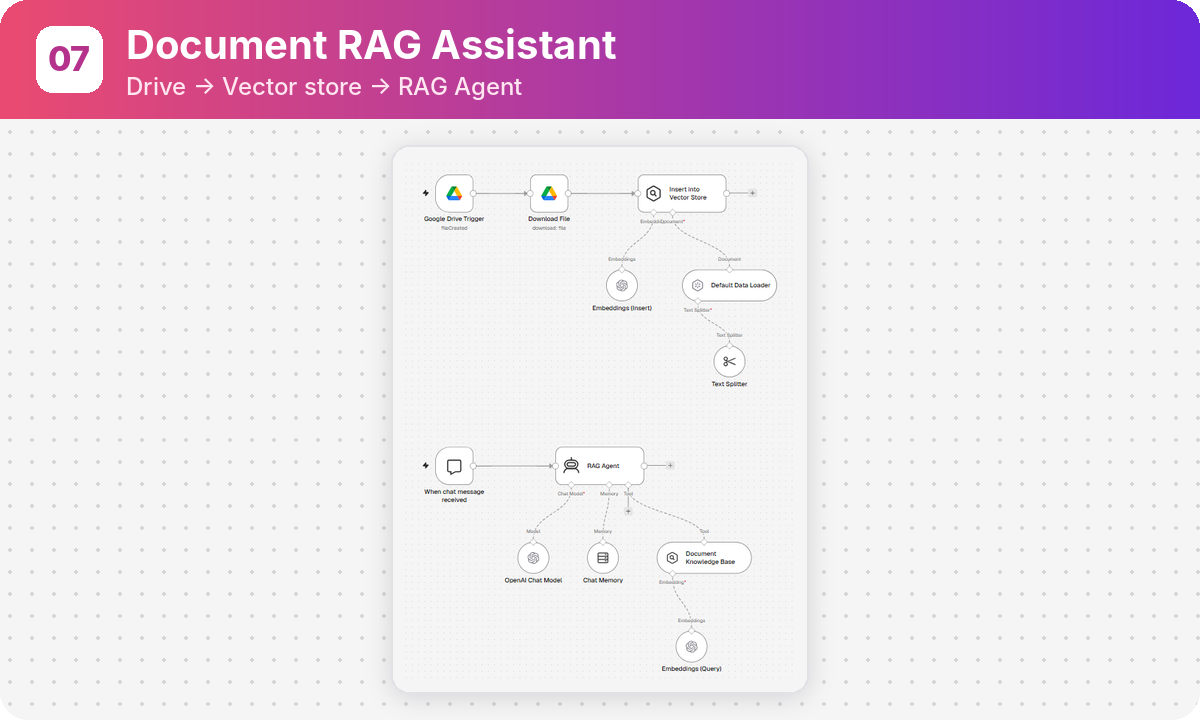 07
Document RAG Assistant
Drive → Vector store → RAG Agent
Google Drive Trigger
fileCreated
Download File
download: file
Insert into
Vector Store
Document*
Embeddings
Document
Embeddings (Insert)
Default Data Loader
Text Splitter*
Text Splitter
Text Splitter
When chat message
received
RAG Agent
Chat Model*
Memory
Tool
Model
Memory
Tool
OpenAI Chat Model
Chat Memory
Document
Knowledge Base
Embedding*
Embeddings
Embeddings (Query)